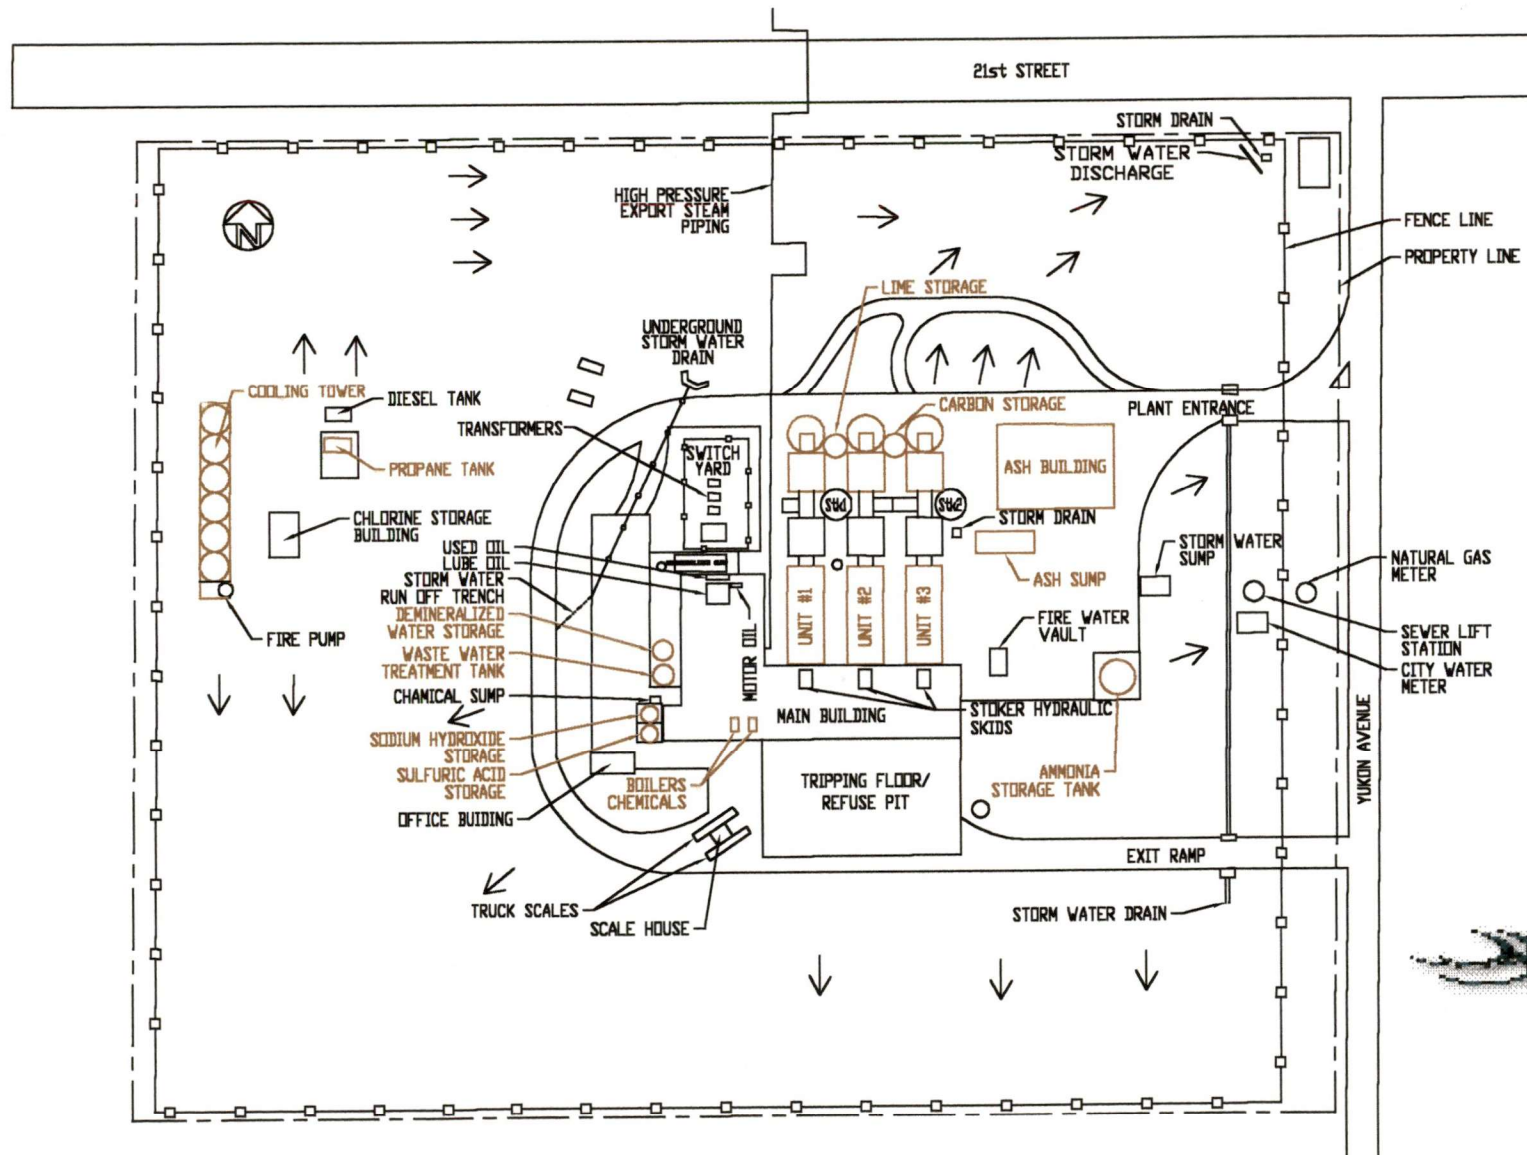 21st STREET
STORM DRAIN
STORM WATER
DISCHARGE
HIGH PRESSURE
EXPORT STEAM
PIPING
N
FENCE LINE
PROPERTY LINE
LIME STORAGE
UNDERGROUND
STORM WATER
DRAIN
COOLING TOWER
DIESEL TANK
CARBON STORAGE
PLANT ENTRANCE
TRANSFORMERS
SWITCH
YARD
PROPANE TANK
ASH BUILDING
Stk1
Stk2
CHLORINE STORAGE
BUILDING
STORM DRAIN
USED OIL
LUBE OIL
STORM WATER
RUN OFF TRENCH
STORM WATER
SUMP
NATURAL GAS
METER
ASH SUMP
DEMINERALIZED
WATER STORAGE
UNIT #1
UNIT #2
UNIT #3
FIRE WATER
VAULT
FIRE PUMP
SEWER LIFT
STATION
WASTE WATER
TREATMENT TANK
MOTOR OIL
CITY WATER
METER
CHAMICAL SUMP
MAIN BUILDING
STOKER HYDRAULIC
SKIDS
SODIUM HYDROXIDE
STORAGE
SULFURIC ACID
STORAGE
BOILERS
CHEMICALS
TRIPPING FLOOR/
REFUSE PIT
AMMONIA
STORAGE TANK
YUKON AVENUE
OFFICE BUIDING
EXIT RAMP
TRUCK SCALES
SCALE HOUSE
STORM WATER DRAIN